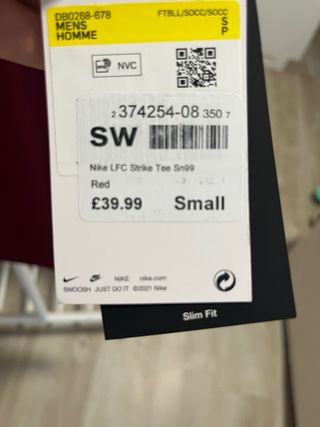 DB0268-678 FTBLL/SOCC/SOCC
MENS S
HOMME P
NVC
2 374254-08 350 7
SW
Nike LFC Strike Tee Sn99
Red
£39.99 Small
NIKE nike.com
SWOOSH JUST DO IT ©2021 Nike
Slim Fit